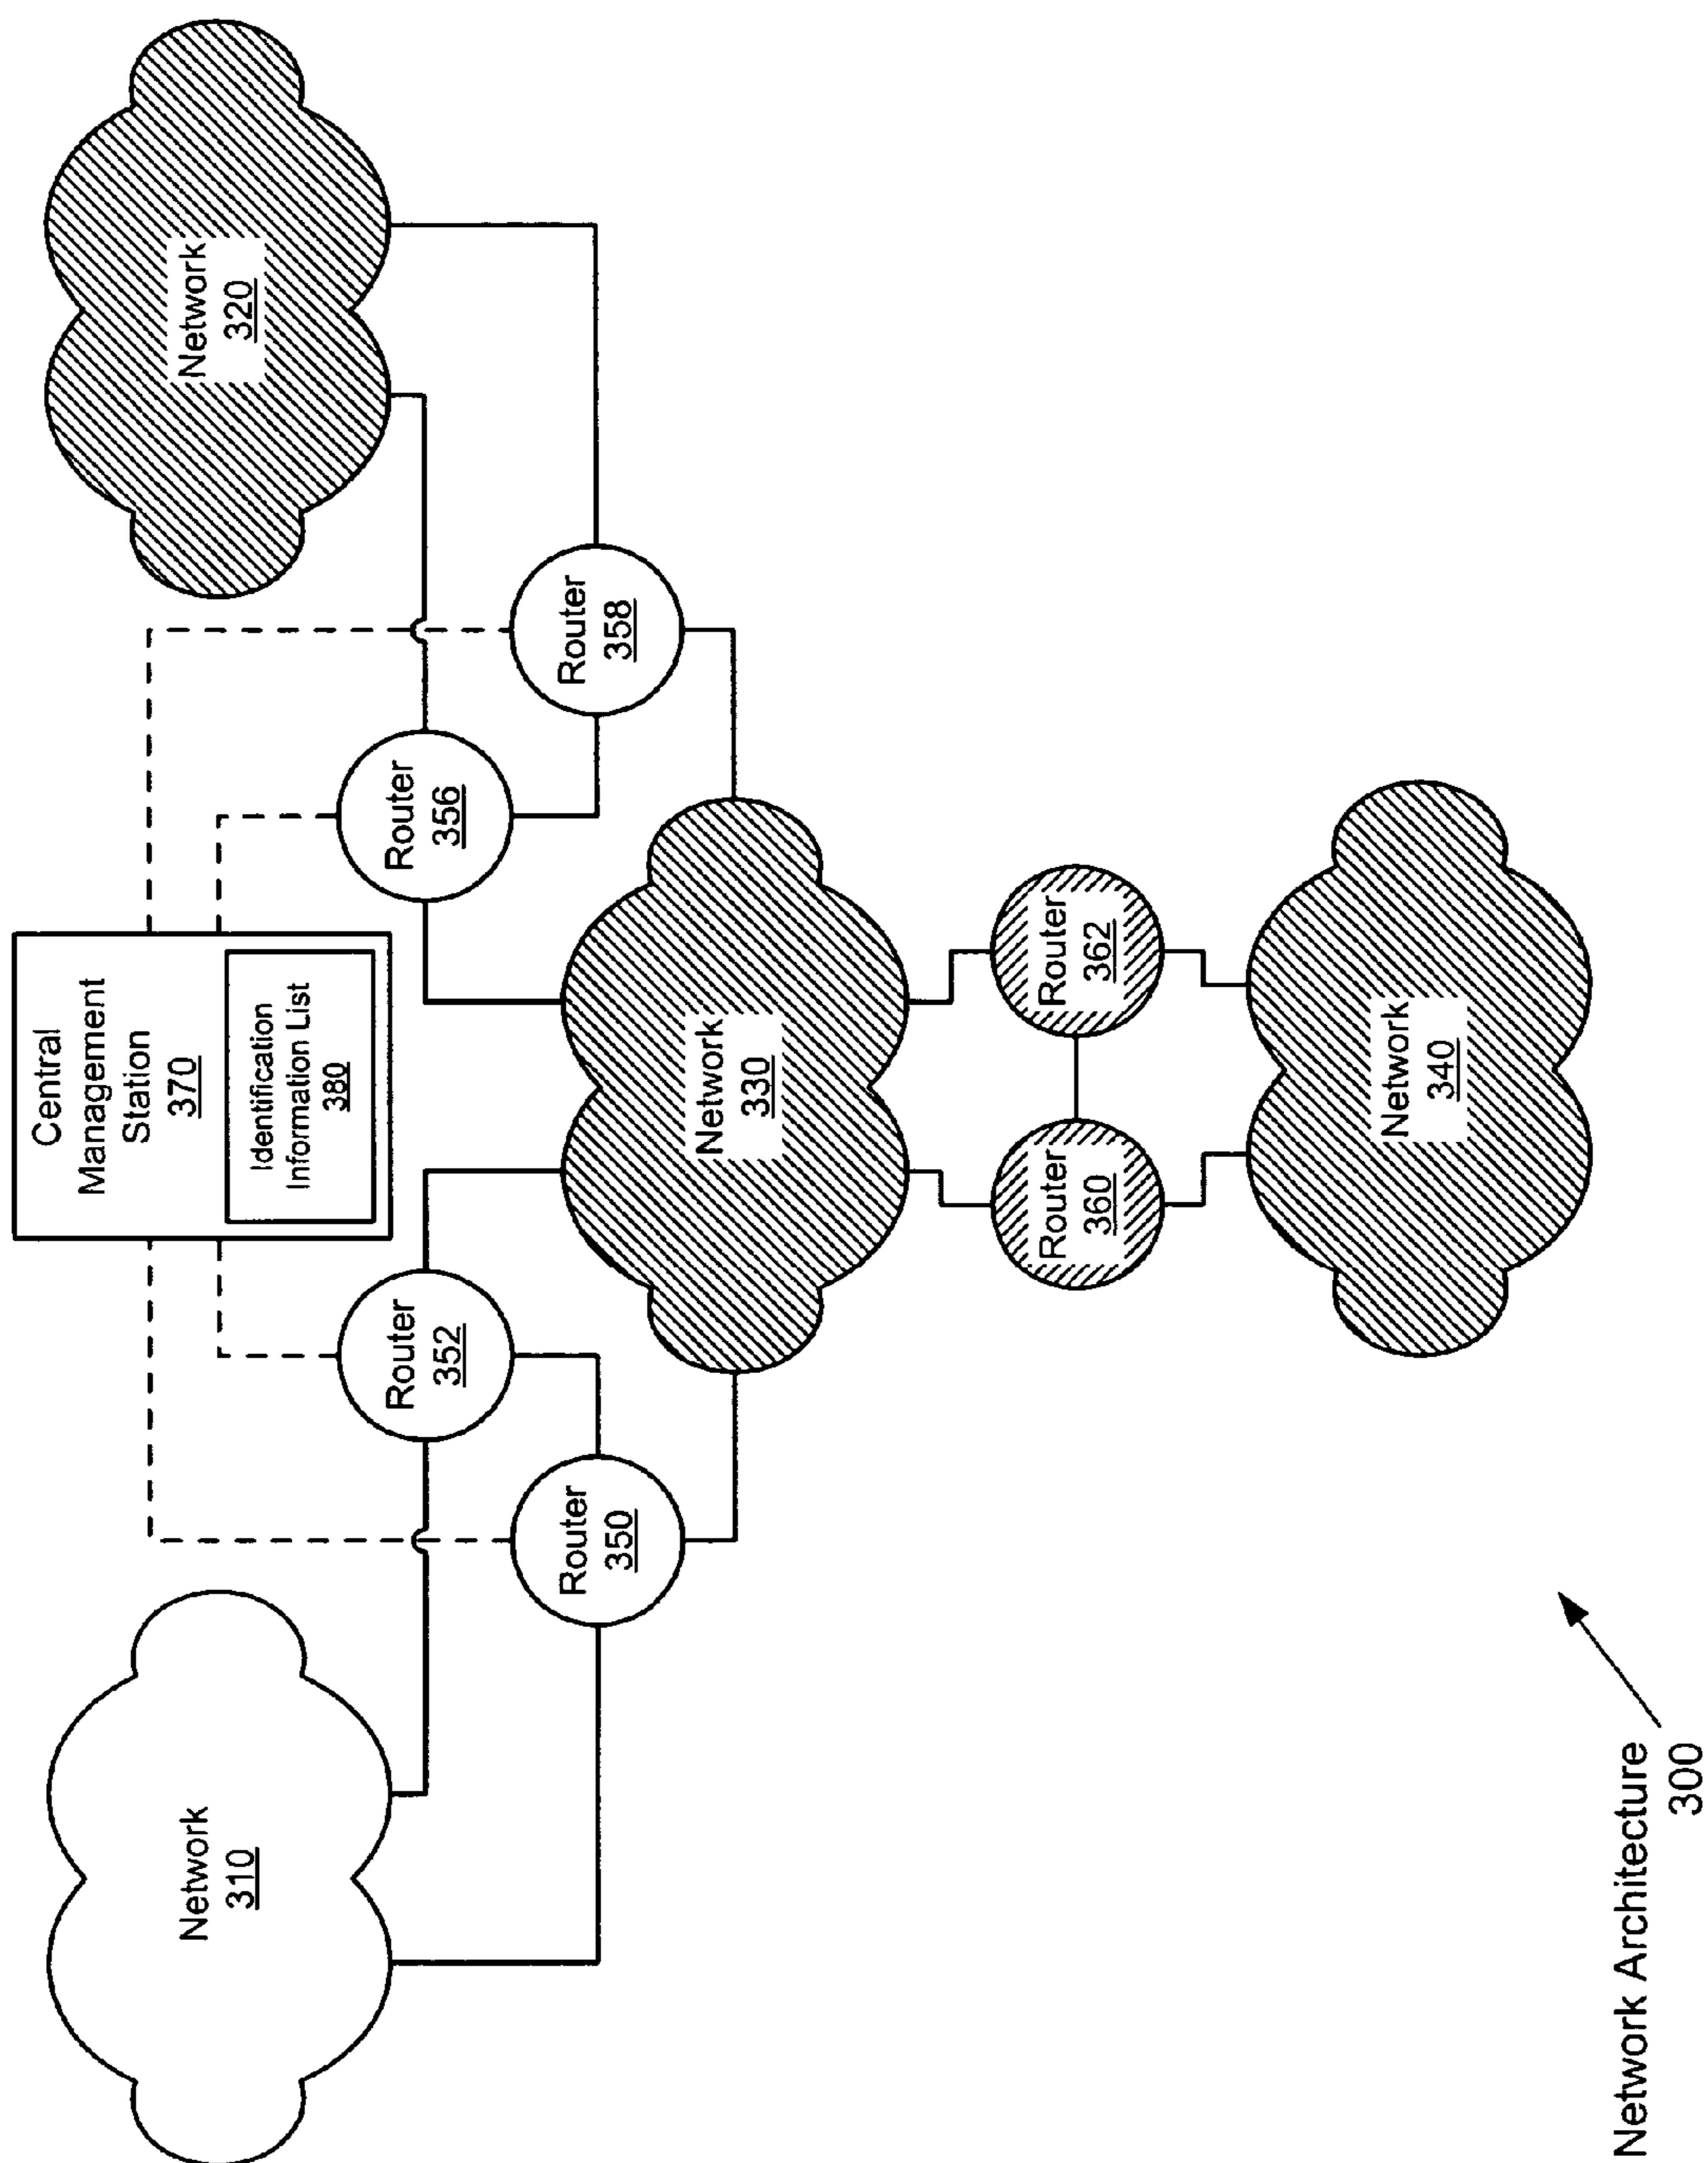 Central
Management
Station
370
Identification
Information List
380
Network
310
Network
320
Router
352
Router
356
Router
350
Router
358
Network
330
Router
360
Router
362
Network
340
Network Architecture
300